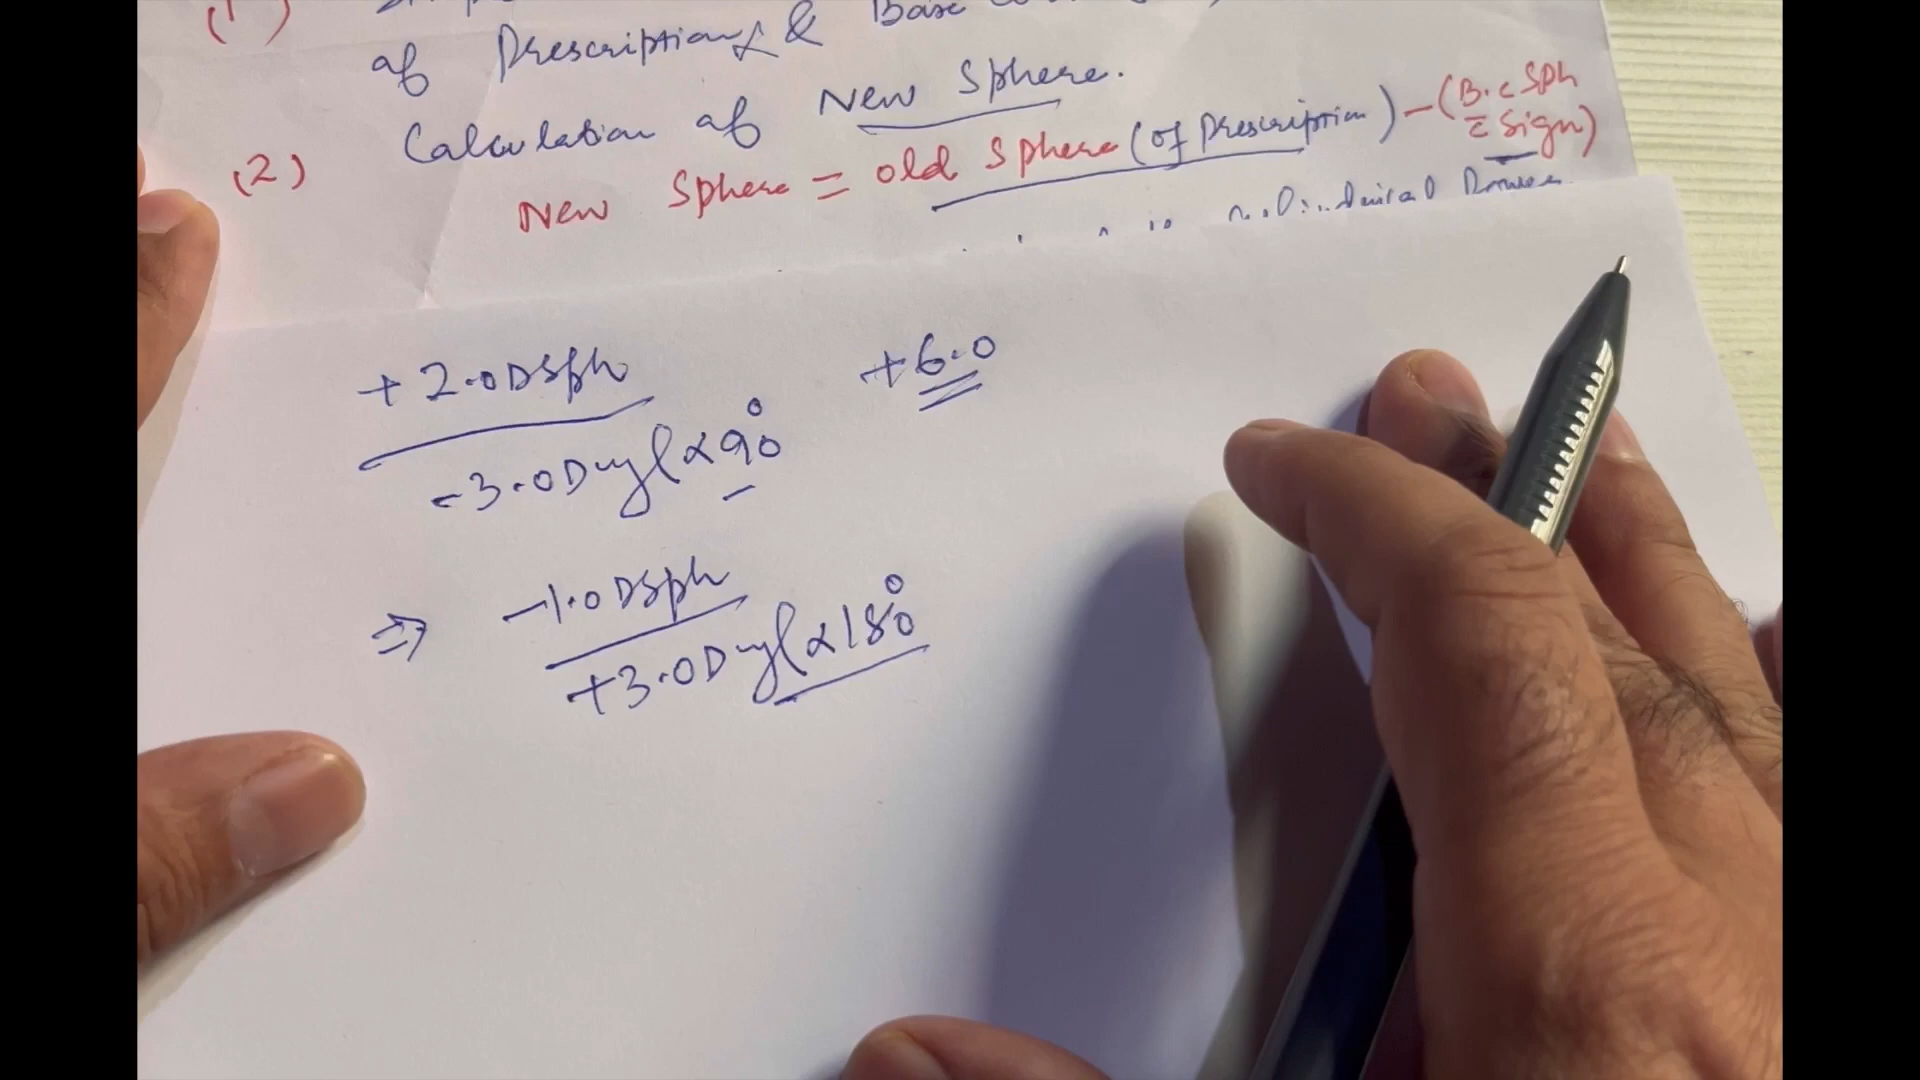 (1)
of Prescription & Base
Calculation of New Sphere.
(2) New Sphere = old Sphere (of Prescription) - (B.c Sph c̄ Sign)
+2.0DSph +6.0
-3.0Dcyl x 90°
⇒ -1.0DSph
+3.0Dcyl x 180°